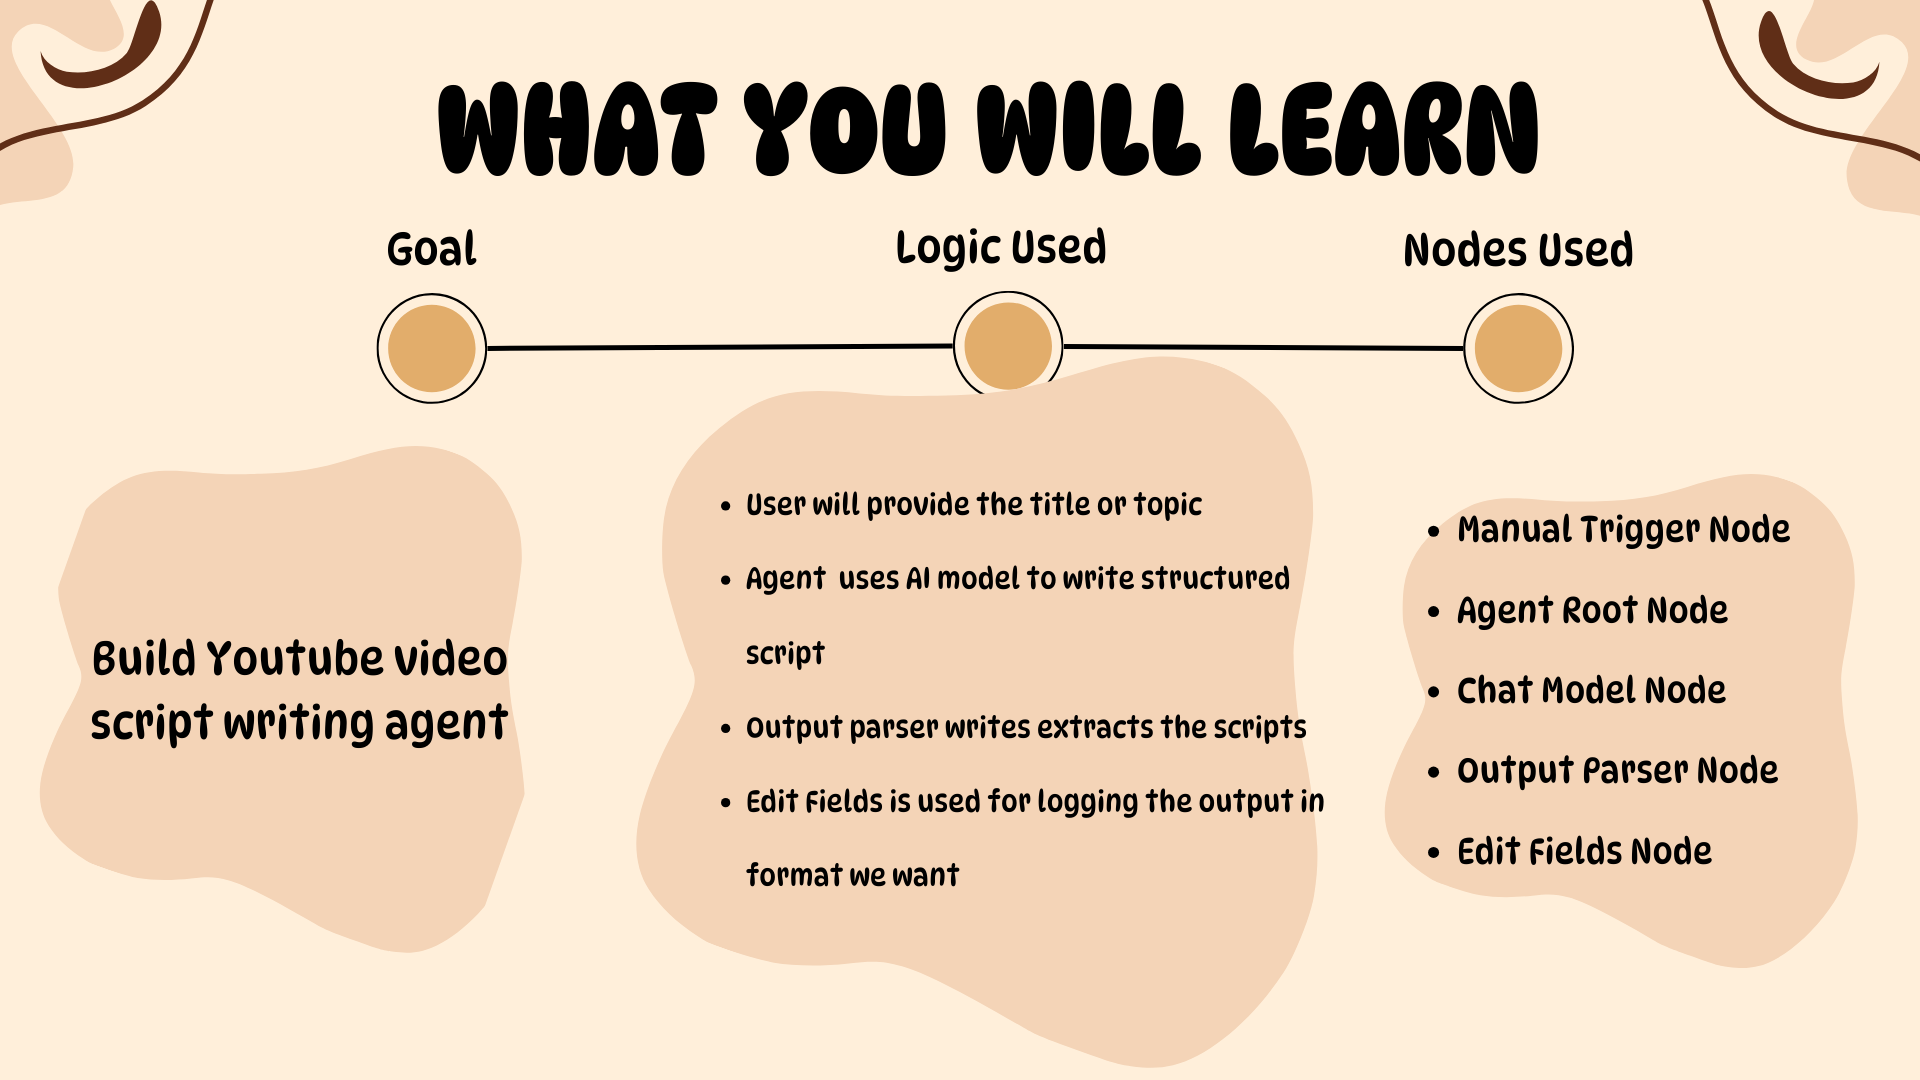 WHAT YOU WILL LEARN
Goal
Logic Used
Nodes Used
Build Youtube video
script writing agent
• User will provide the title or topic
• Agent  uses AI model to write structured
script
• Output parser writes extracts the scripts
• Edit Fields is used for logging the output in
format we want
• Manual Trigger Node
• Agent Root Node
• Chat Model Node
• Output Parser Node
• Edit Fields Node